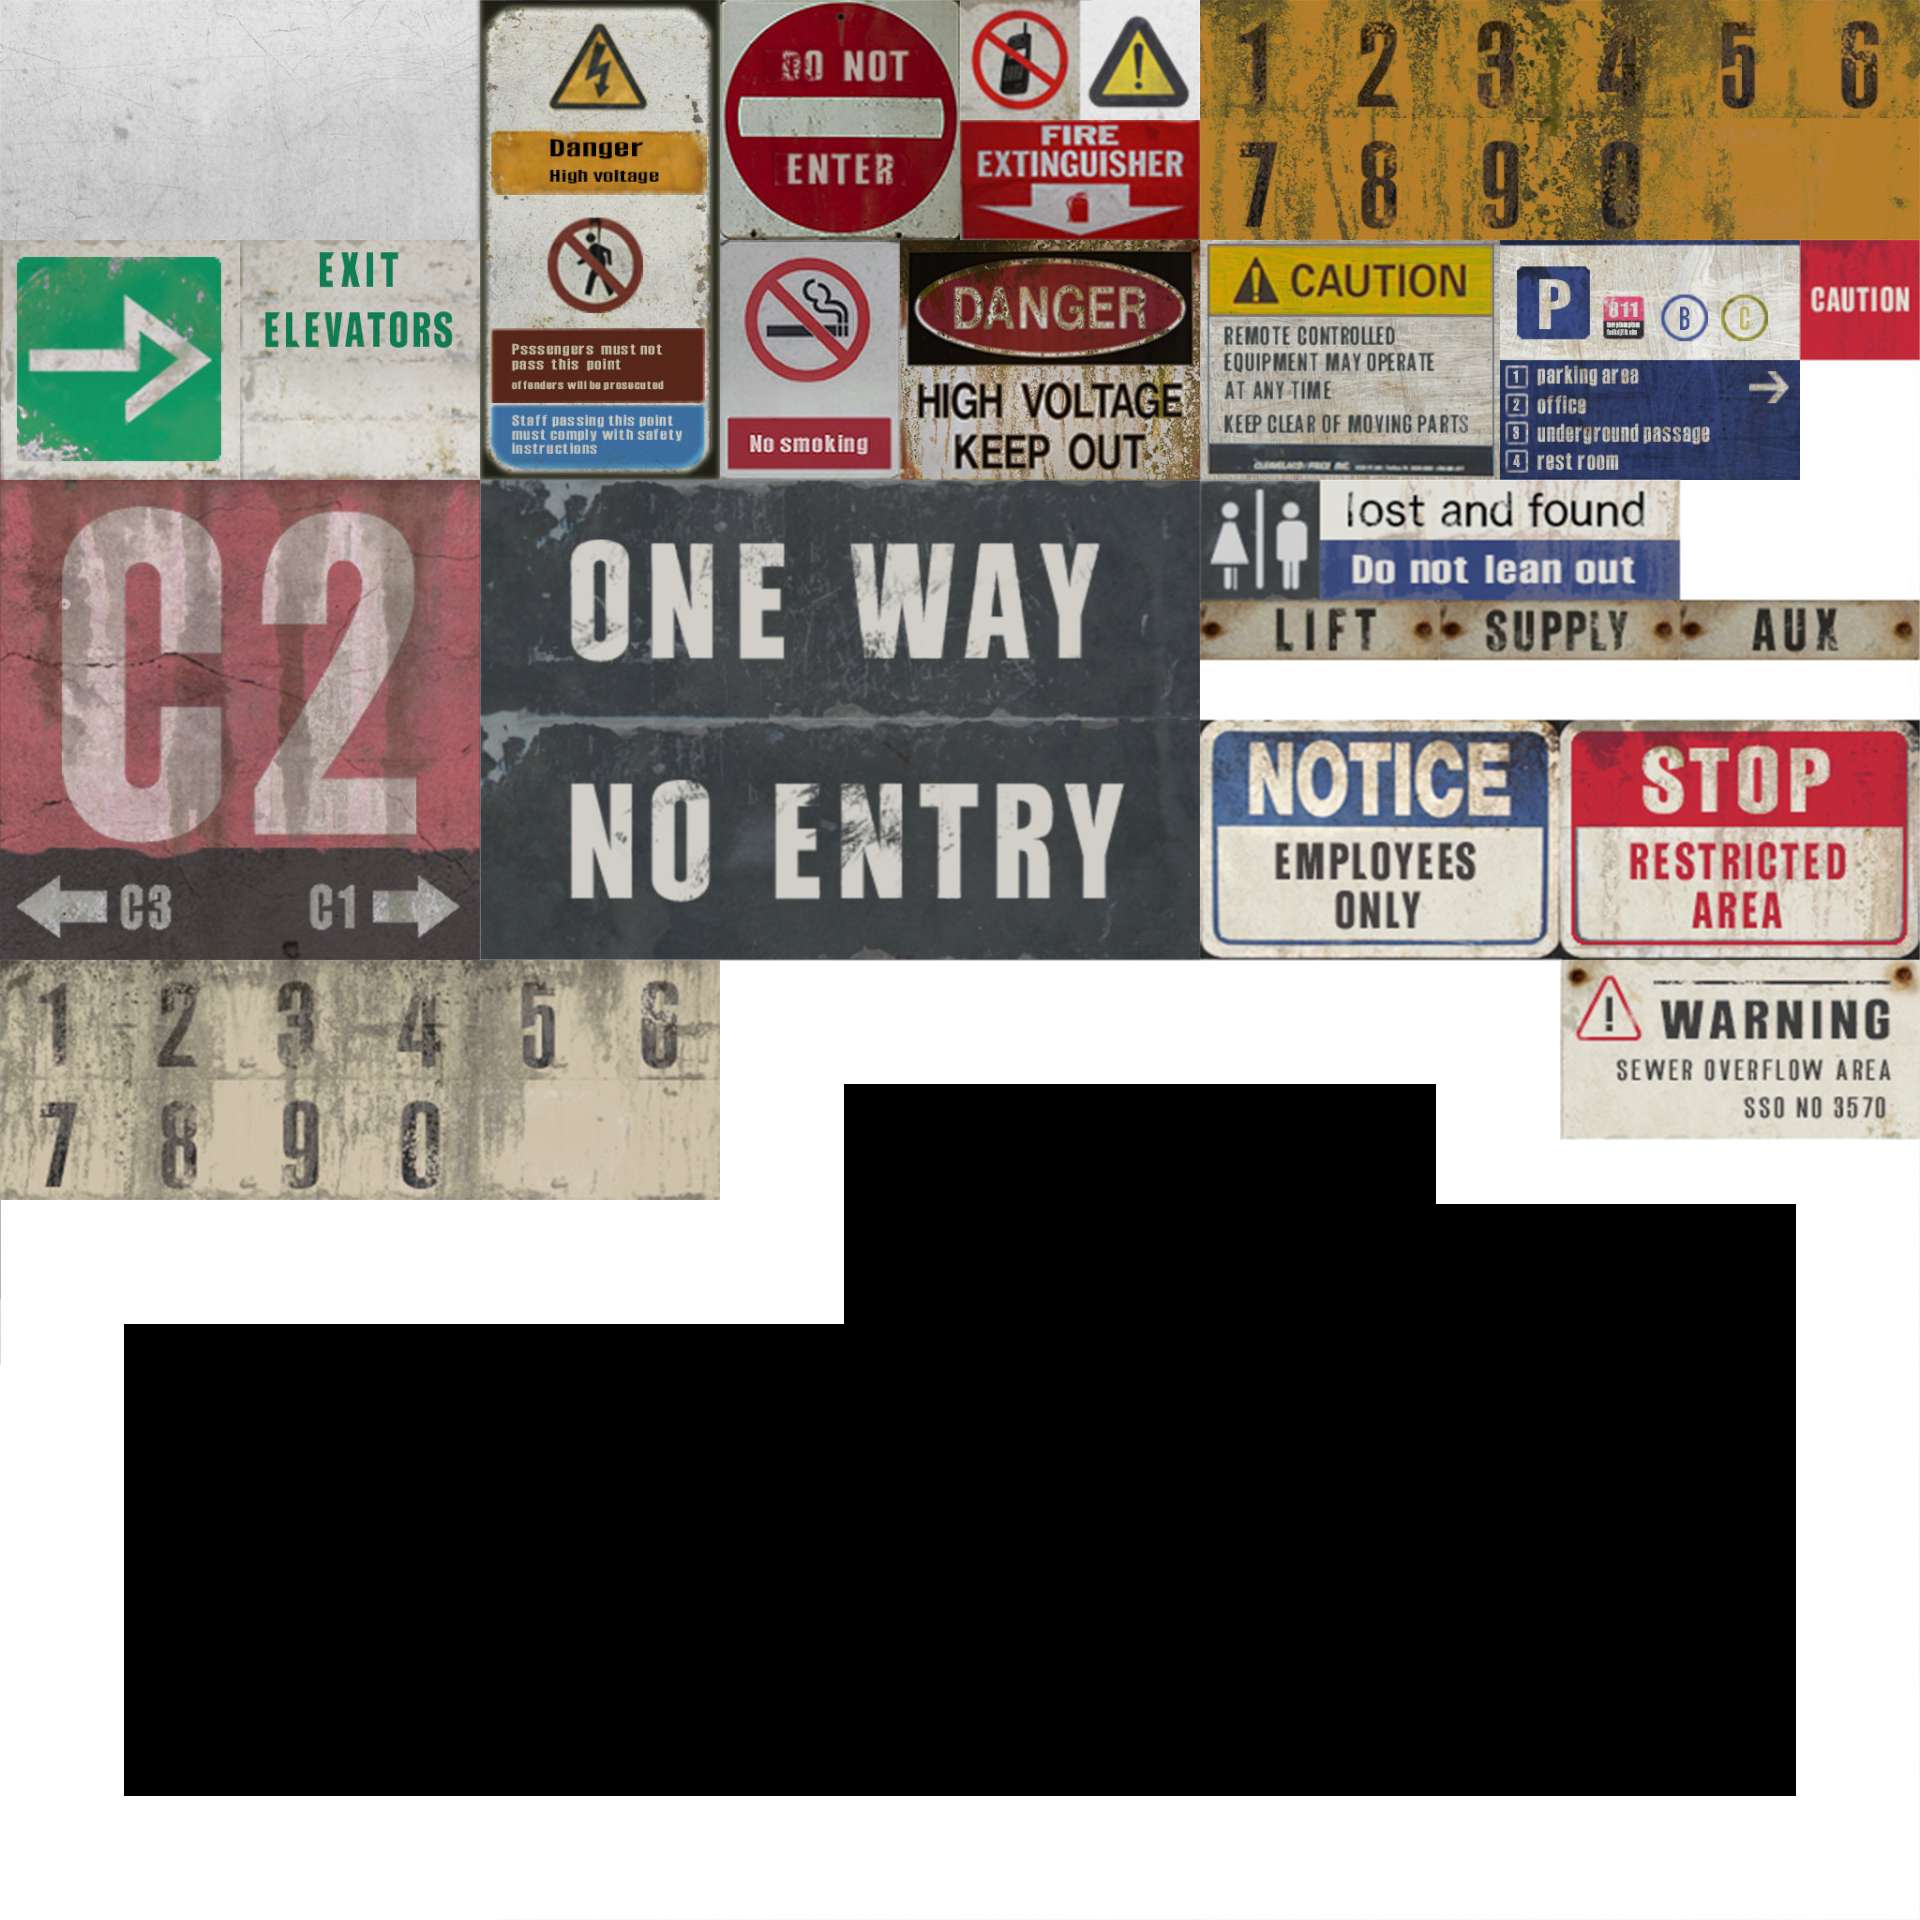 Danger
High voltage
Psssengers must not
pass this point
offenders will be prosecuted
Staff passing this point
must comply with safety
instructions
DO NOT
ENTER
FIRE
EXTINGUISHER
1 2 3 4 5 6
7 8 9 0
EXIT
ELEVATORS
No smoking
DANGER
HIGH VOLTAGE
KEEP OUT
CAUTION
REMOTE CONTROLLED
EQUIPMENT MAY OPERATE
AT ANY TIME
KEEP CLEAR OF MOVING PARTS
P 811 B C
1 parking area
2 office
3 underground passage
4 rest room
CAUTION
C2
C3 C1
ONE WAY
NO ENTRY
lost and found
Do not lean out
LIFT SUPPLY AUX
NOTICE
EMPLOYEES
ONLY
STOP
RESTRICTED
AREA
1 2 3 4 5 6
7 8 9 0
WARNING
SEWER OVERFLOW AREA
SSO NO 3570